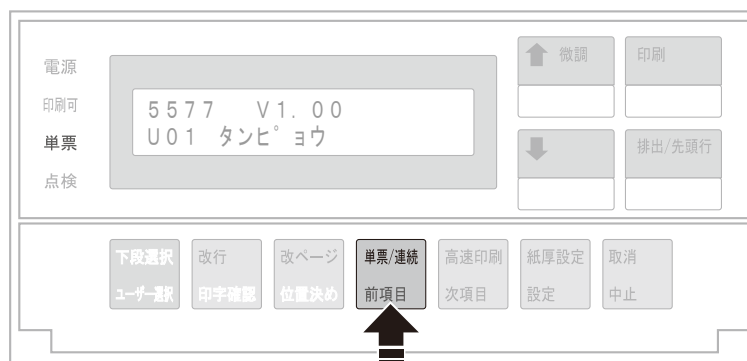 電源
印刷可
単票
点検
5577 V1.00
U01 タンピョウ
微調
印刷
排出/先頭行
下段選択
ユーザー選択
改行
印字確認
改ページ
位置決め
単票/連続
前項目
高速印刷
次項目
紙厚設定
設定
取消
中止